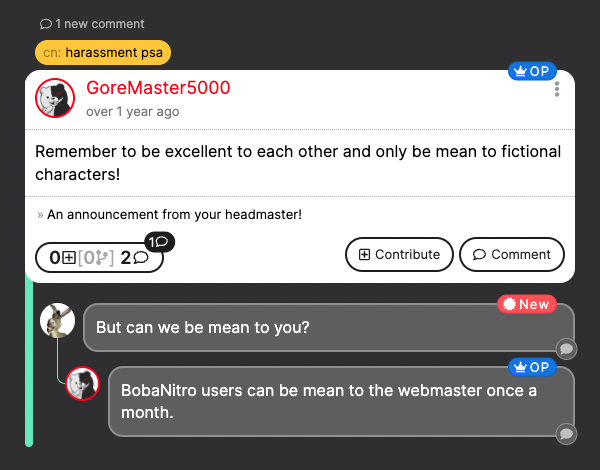 1 new comment
cn: harassment psa
OP
GoreMaster5000
over 1 year ago
Remember to be excellent to each other and only be mean to fictional
characters!
» An announcement from your headmaster!
1
0 [0 ] 2
Contribute
Comment
New
But can we be mean to you?
OP
BobaNitro users can be mean to the webmaster once a
month.